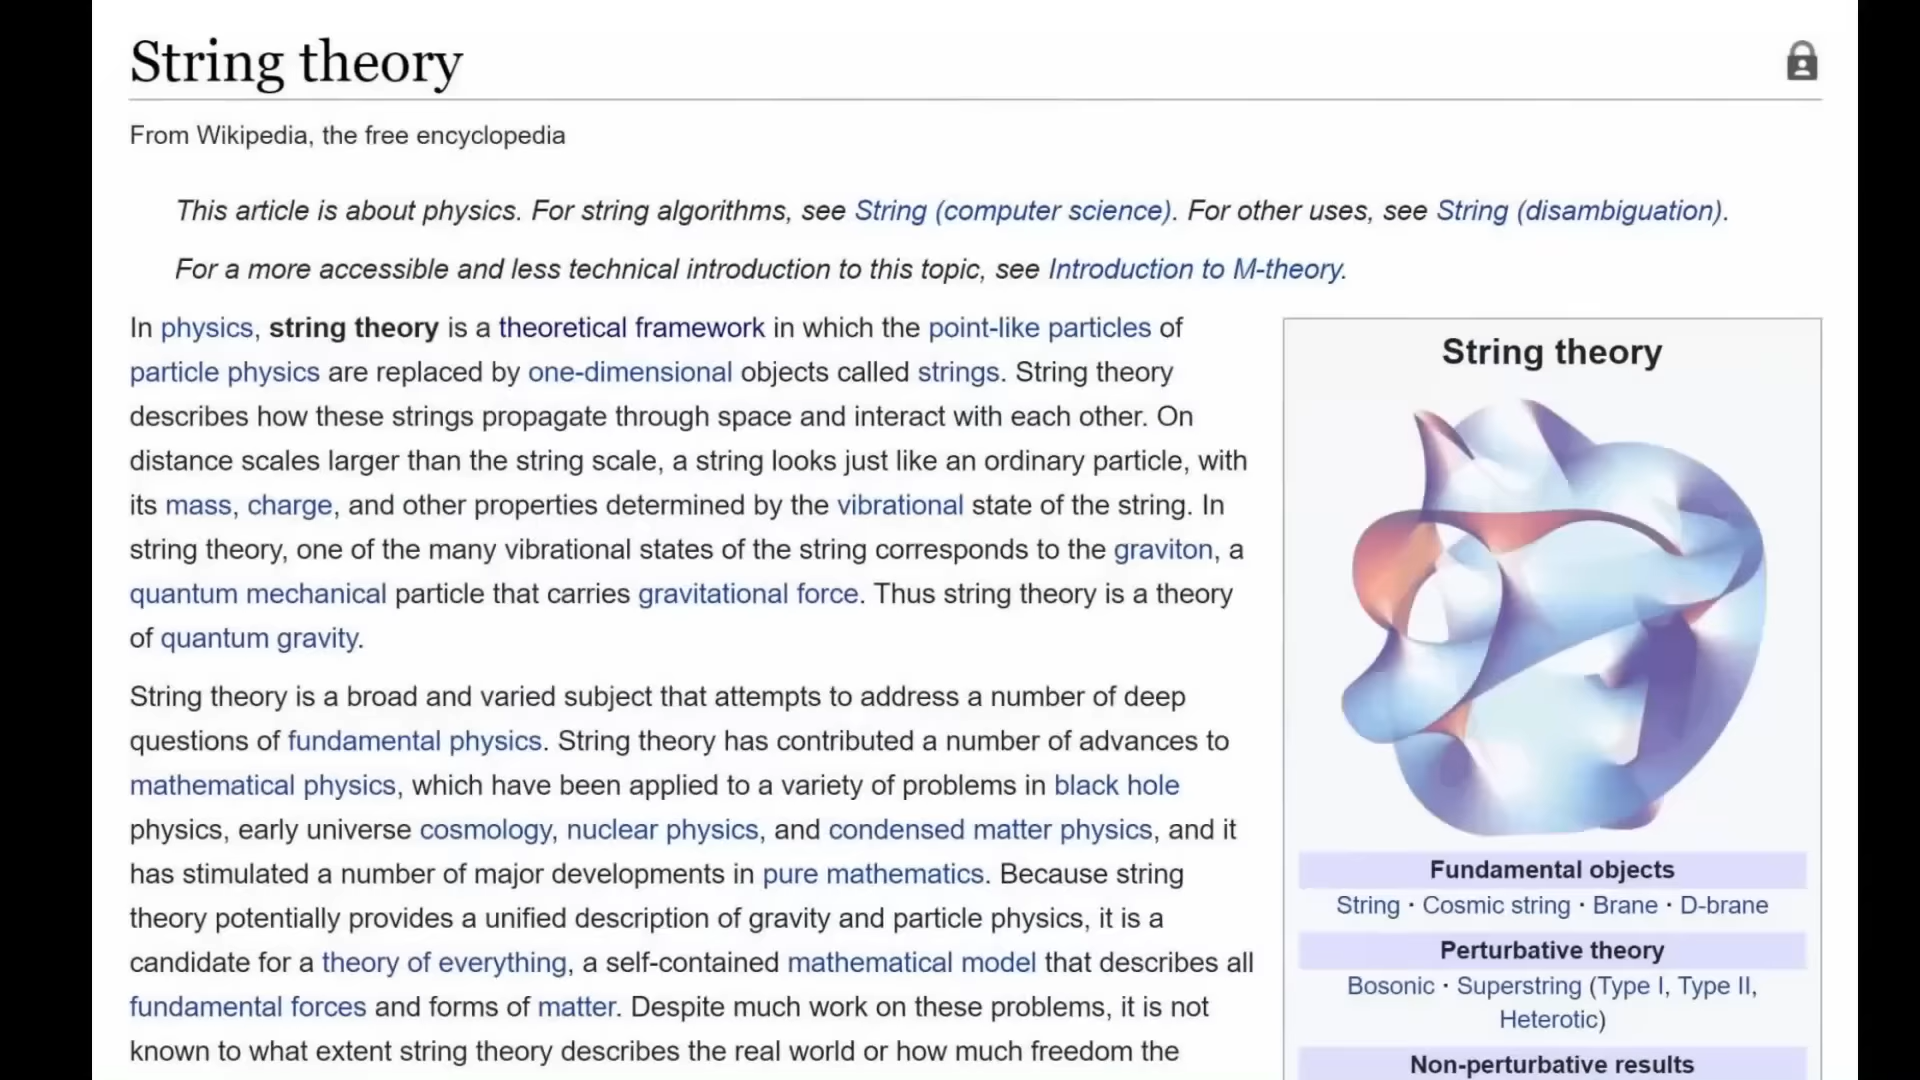 String theory
From Wikipedia, the free encyclopedia
This article is about physics. For string algorithms, see String (computer science). For other uses, see String (disambiguation).
For a more accessible and less technical introduction to this topic, see Introduction to M-theory.
In physics, string theory is a theoretical framework in which the point-like particles of
particle physics are replaced by one-dimensional objects called strings. String theory
describes how these strings propagate through space and interact with each other. On
distance scales larger than the string scale, a string looks just like an ordinary particle, with
its mass, charge, and other properties determined by the vibrational state of the string. In
string theory, one of the many vibrational states of the string corresponds to the graviton, a
quantum mechanical particle that carries gravitational force. Thus string theory is a theory
of quantum gravity.
String theory is a broad and varied subject that attempts to address a number of deep
questions of fundamental physics. String theory has contributed a number of advances to
mathematical physics, which have been applied to a variety of problems in black hole
physics, early universe cosmology, nuclear physics, and condensed matter physics, and it
has stimulated a number of major developments in pure mathematics. Because string
theory potentially provides a unified description of gravity and particle physics, it is a
candidate for a theory of everything, a self-contained mathematical model that describes all
fundamental forces and forms of matter. Despite much work on these problems, it is not
known to what extent string theory describes the real world or how much freedom the
String theory
Fundamental objects
String · Cosmic string · Brane · D-brane
Perturbative theory
Bosonic · Superstring (Type I, Type II,
Heterotic)
Non-perturbative results